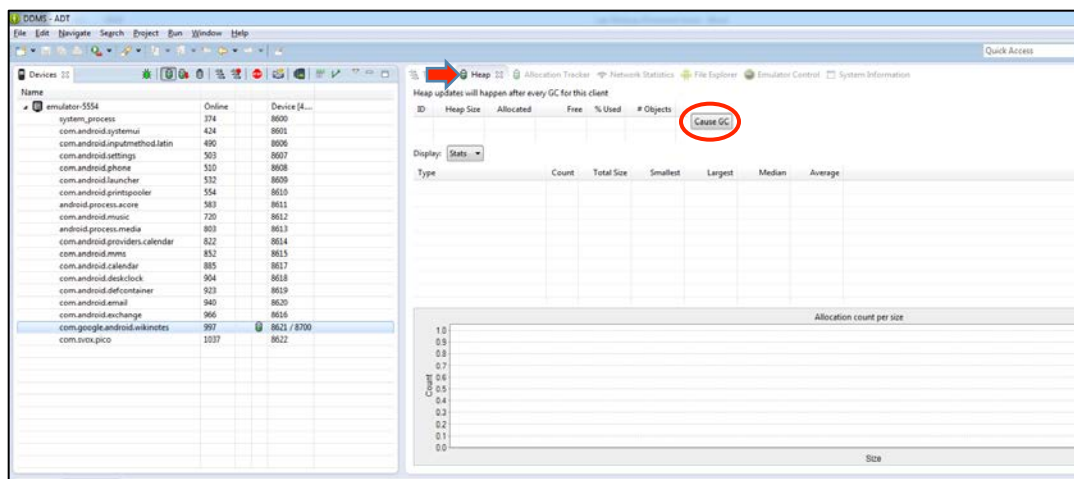 DDMS - ADT
File Edit Navigate Search Project Run Window Help
Quick Access
Devices
Name
emulator-5554 Online Device [4....
system_process 374 8600
com.android.systemui 424 8601
com.android.inputmethod.latin 490 8606
com.android.settings 503 8607
com.android.phone 510 8608
com.android.launcher 532 8609
com.android.printspooler 554 8610
android.process.acore 583 8611
com.android.music 720 8612
android.process.media 803 8613
com.android.providers.calendar 822 8614
com.android.mms 852 8615
com.android.calendar 885 8617
com.android.deskclock 904 8618
com.android.defcontainer 923 8619
com.android.email 940 8620
com.android.exchange 966 8616
com.google.android.wikinotes 997 8621 / 8700
com.svox.pico 1037 8622
Heap Allocation Tracker Network Statistics File Explorer Emulator Control System Information
Heap updates will happen after every GC for this client
ID Heap Size Allocated Free % Used # Objects
Cause GC
Display: Stats
Type Count Total Size Smallest Largest Median Average
Allocation count per size
1.0
0.9
0.8
0.7
0.6
0.5
0.4
0.3
0.2
0.1
0.0
Count
Size